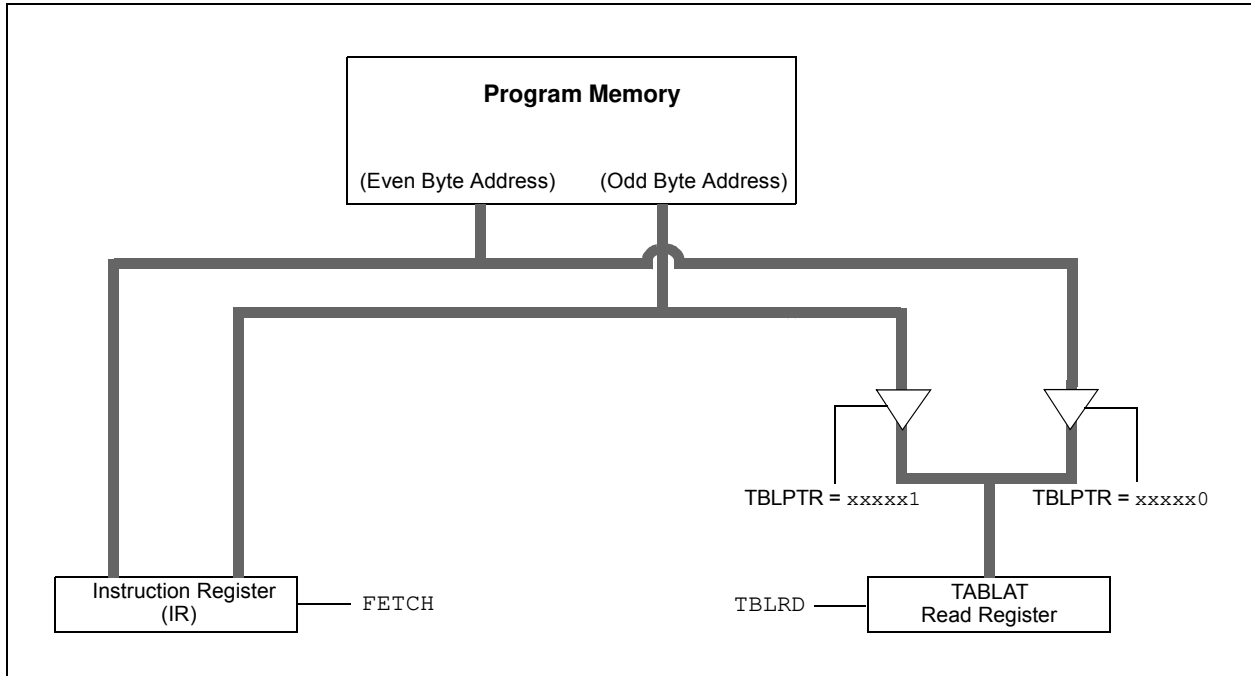 Program Memory
(Even Byte Address)
(Odd Byte Address)
TBLPTR = xxxxx1
TBLPTR = xxxxx0
Instruction Register
(IR)
FETCH
TBLRD
TABLAT
Read Register